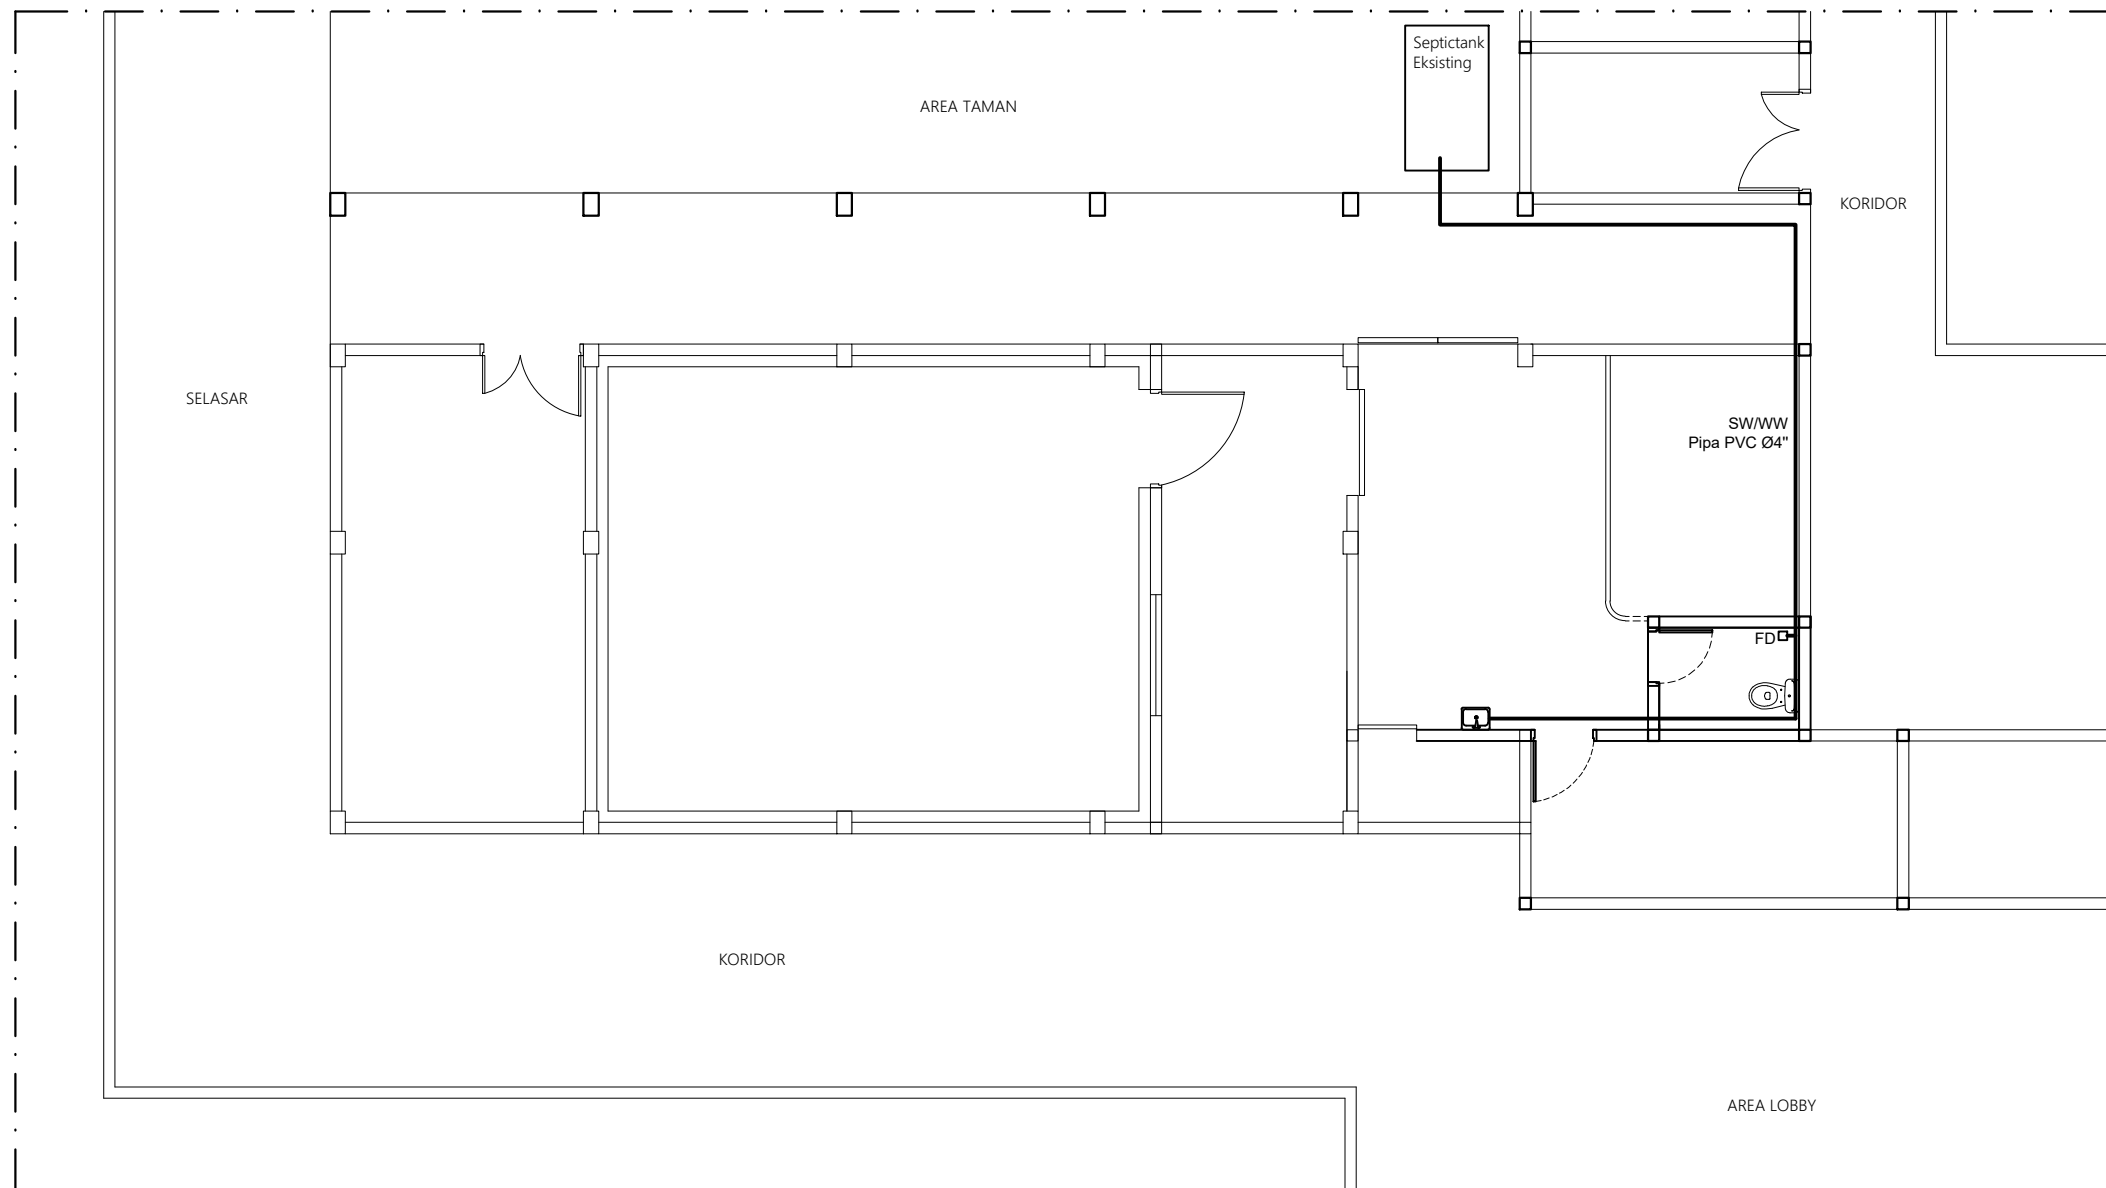 Septictank
Eksisting
AREA TAMAN
KORIDOR
SELASAR
SW/WW
Pipa PVC Ø4"
FD
KORIDOR
AREA LOBBY